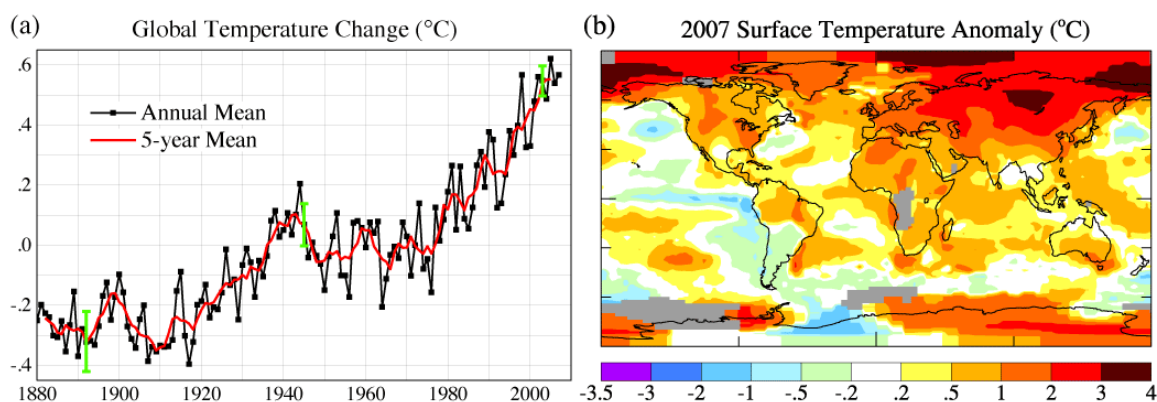 (a) Global Temperature Change (°C)
.6
.4
.2
.0
-.2
-.4
Annual Mean
5-year Mean
1880 1900 1920 1940 1960 1980 2000
(b) 2007 Surface Temperature Anomaly (°C)
-3.5 -3 -2 -1 -.5 -.2 .2 .5 1 2 3 4